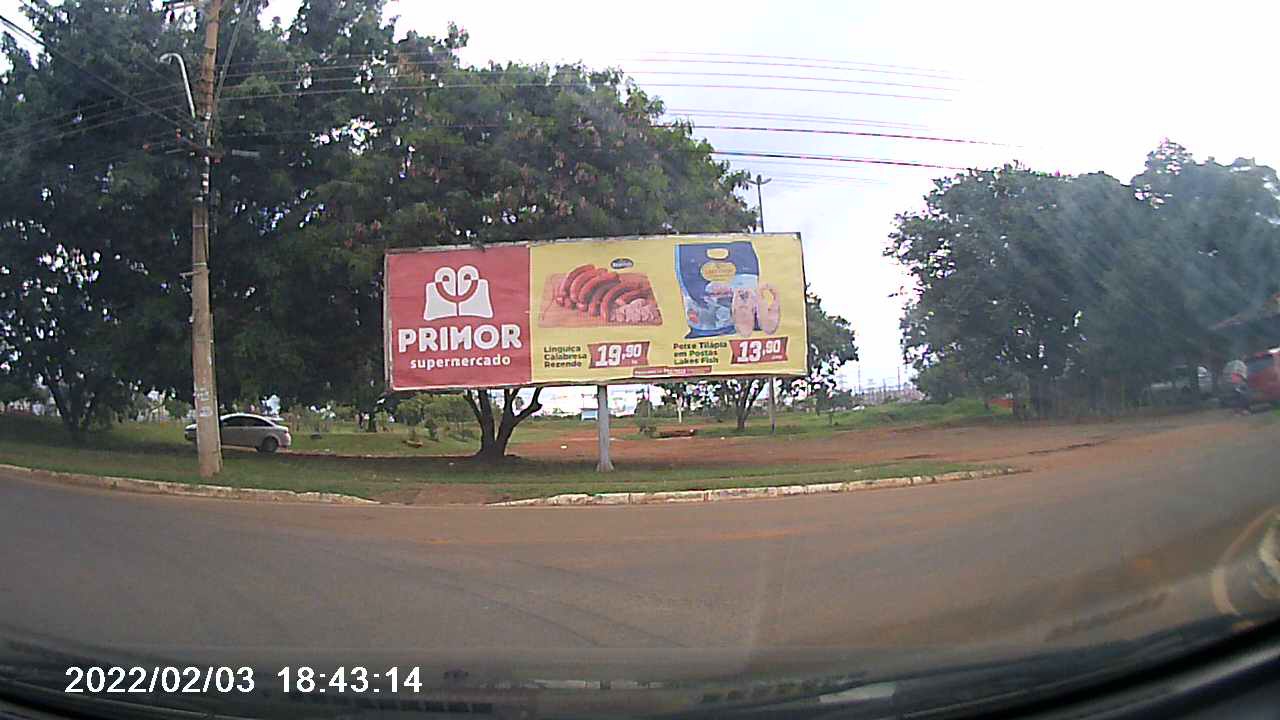 PRIMOR
supermercado
Linguiça
Calabresa
Rezende
19,90
Peixe Tilápia
em Postas
Lakes Fish
13,90
2022/02/03 18:43:14